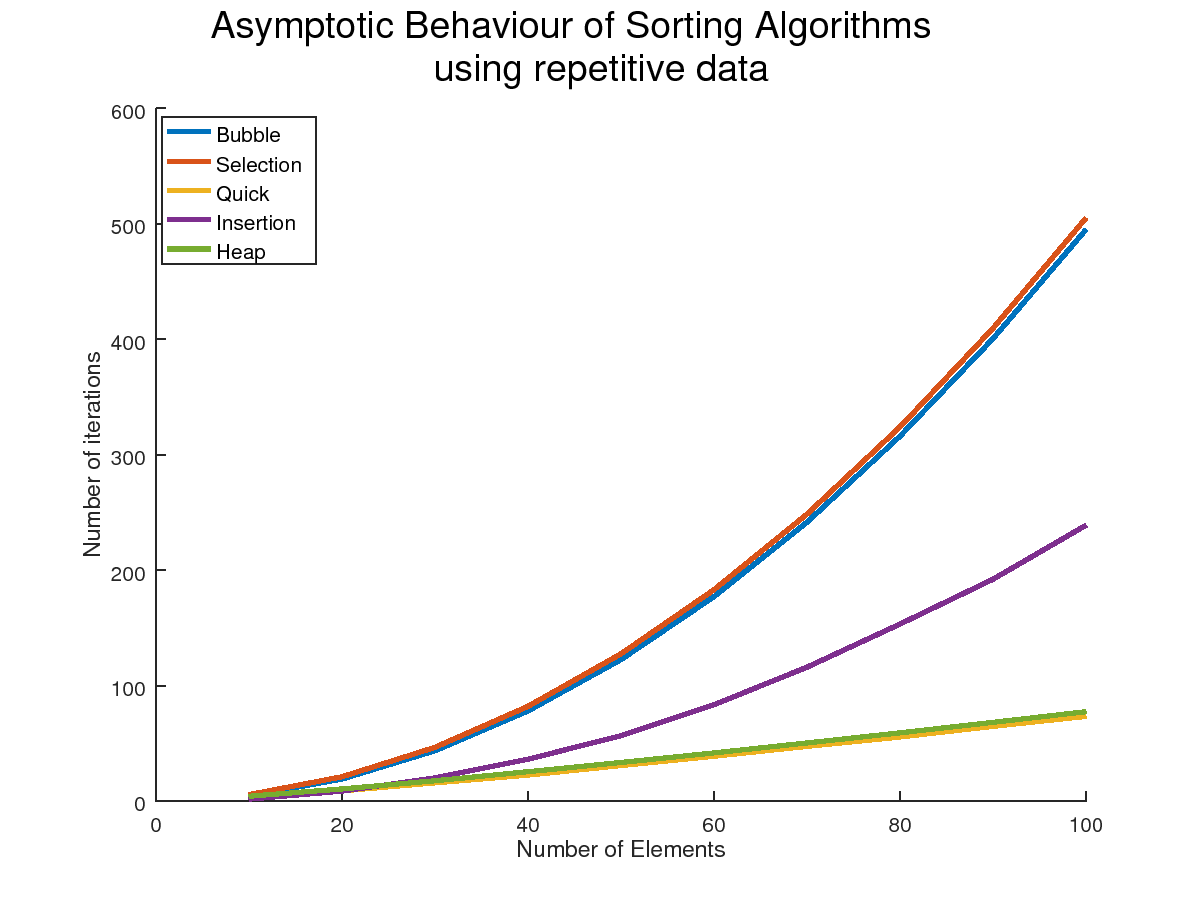 Asymptotic Behaviour of Sorting Algorithms
using repetitive data
600
500
400
300
200
100
0
Bubble
Selection
Quick
Insertion
Heap
Number of iterations
0 20 40 60 80 100
Number of Elements